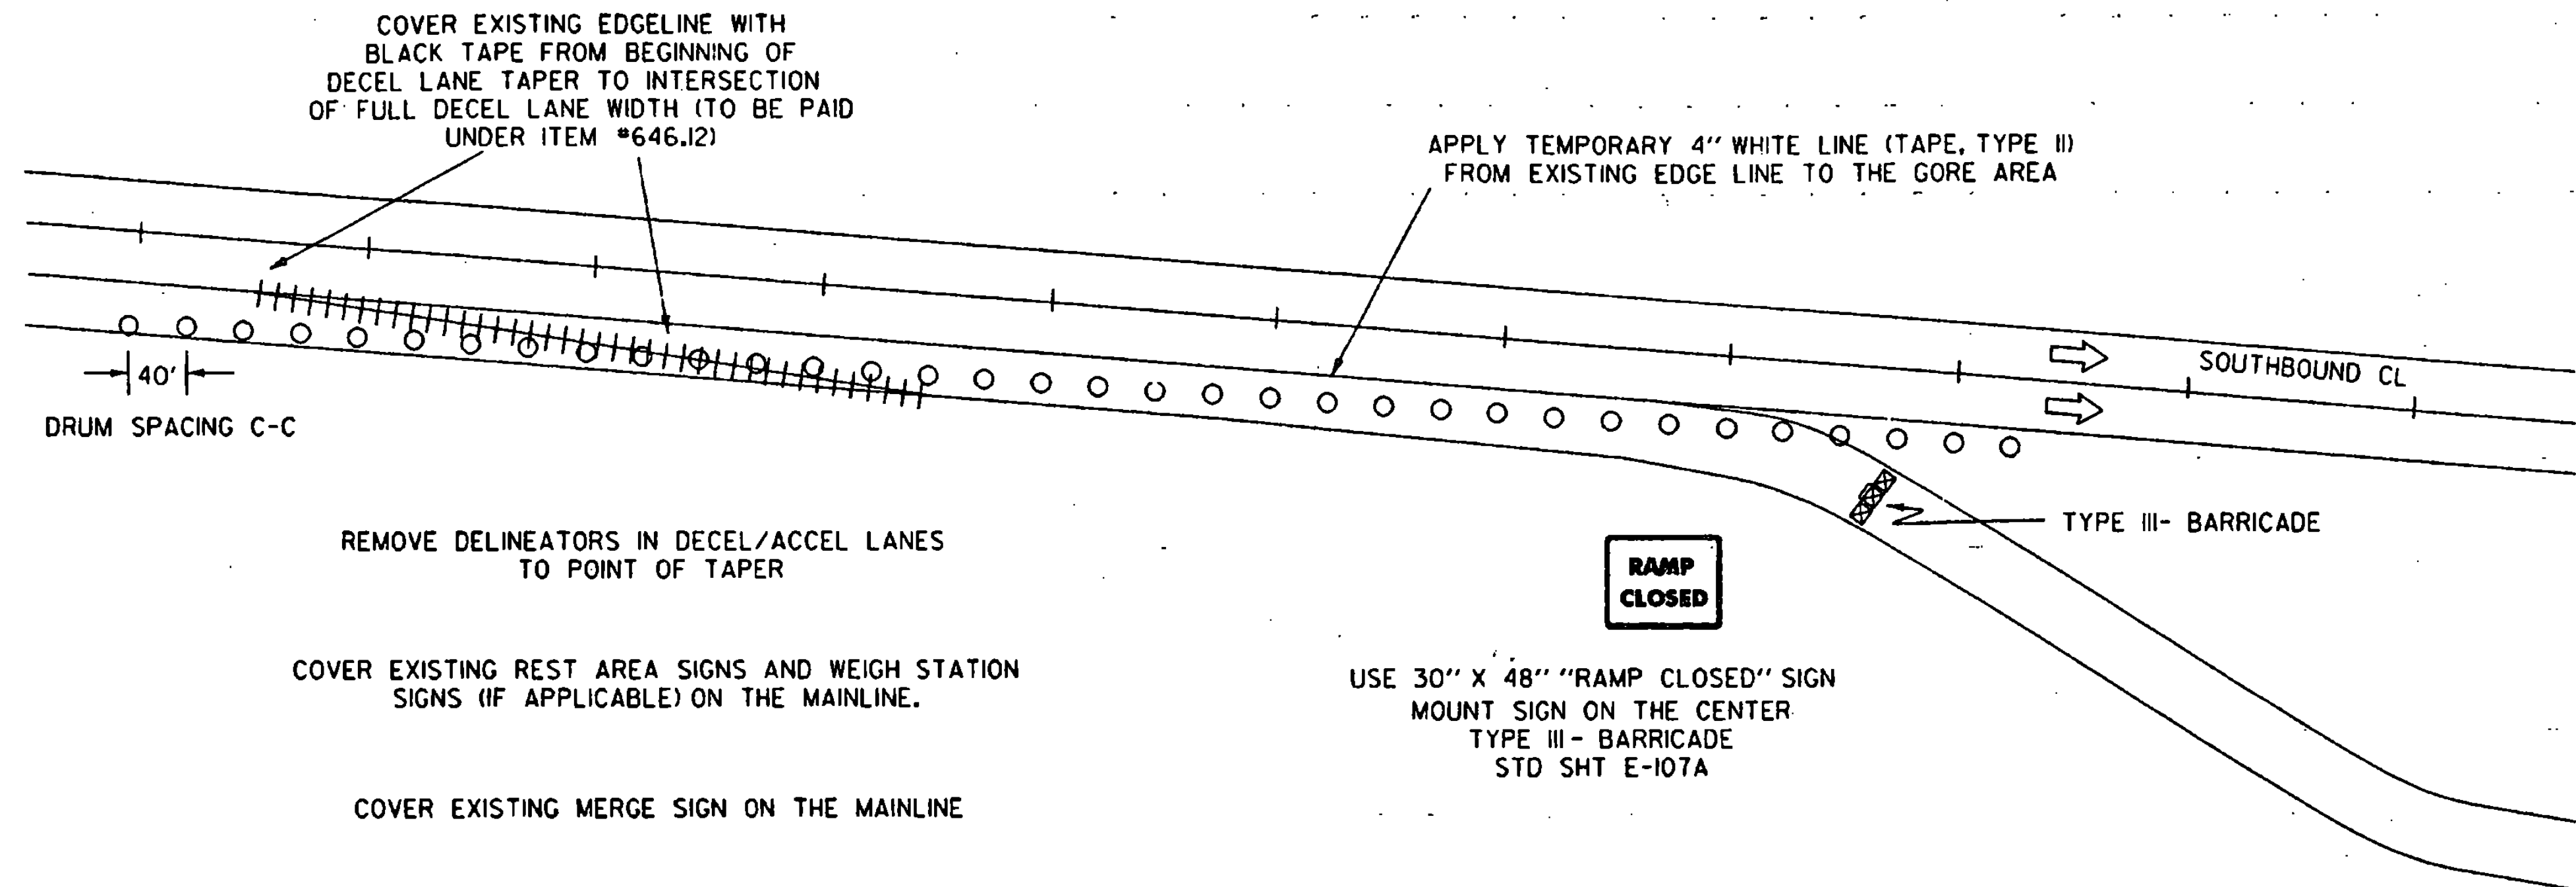 COVER EXISTING EDGELINE WITH
BLACK TAPE FROM BEGINNING OF
DECEL LANE TAPER TO INTERSECTION
OF FULL DECEL LANE WIDTH (TO BE PAID
UNDER ITEM #646.12)
APPLY TEMPORARY 4" WHITE LINE (TAPE, TYPE II)
FROM EXISTING EDGE LINE TO THE GORE AREA
SOUTHBOUND CL
40'
DRUM SPACING C-C
TYPE III- BARRICADE
REMOVE DELINEATORS IN DECEL/ACCEL LANES
TO POINT OF TAPER
RAMP
CLOSED
COVER EXISTING REST AREA SIGNS AND WEIGH STATION
SIGNS (IF APPLICABLE) ON THE MAINLINE.
USE 30" X 48" "RAMP CLOSED" SIGN
MOUNT SIGN ON THE CENTER
TYPE III- BARRICADE
STD SHT E-107A
COVER EXISTING MERGE SIGN ON THE MAINLINE